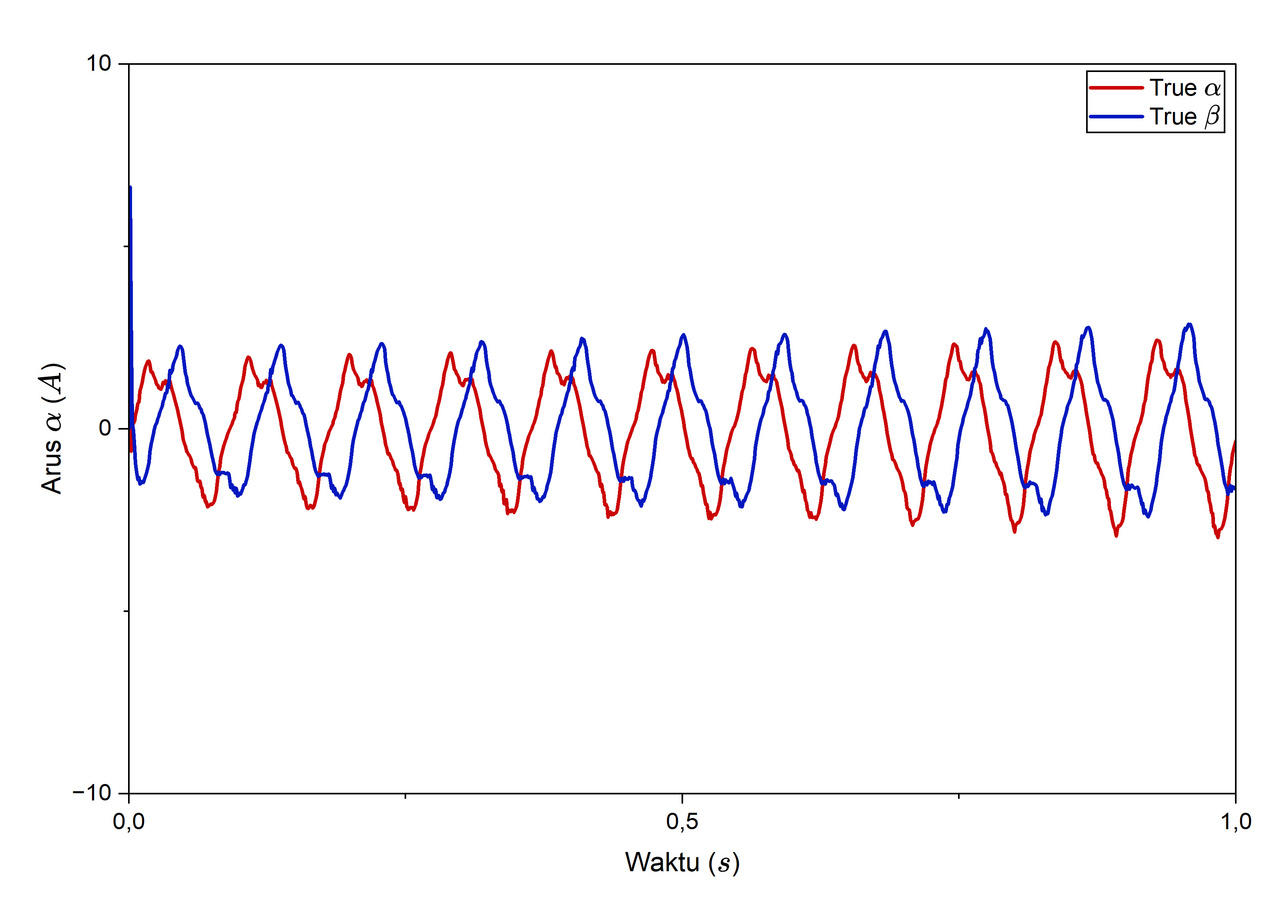 10
True α
True β
Arus α (A)
0
−10
0,0
0,5
1,0
Waktu (s)